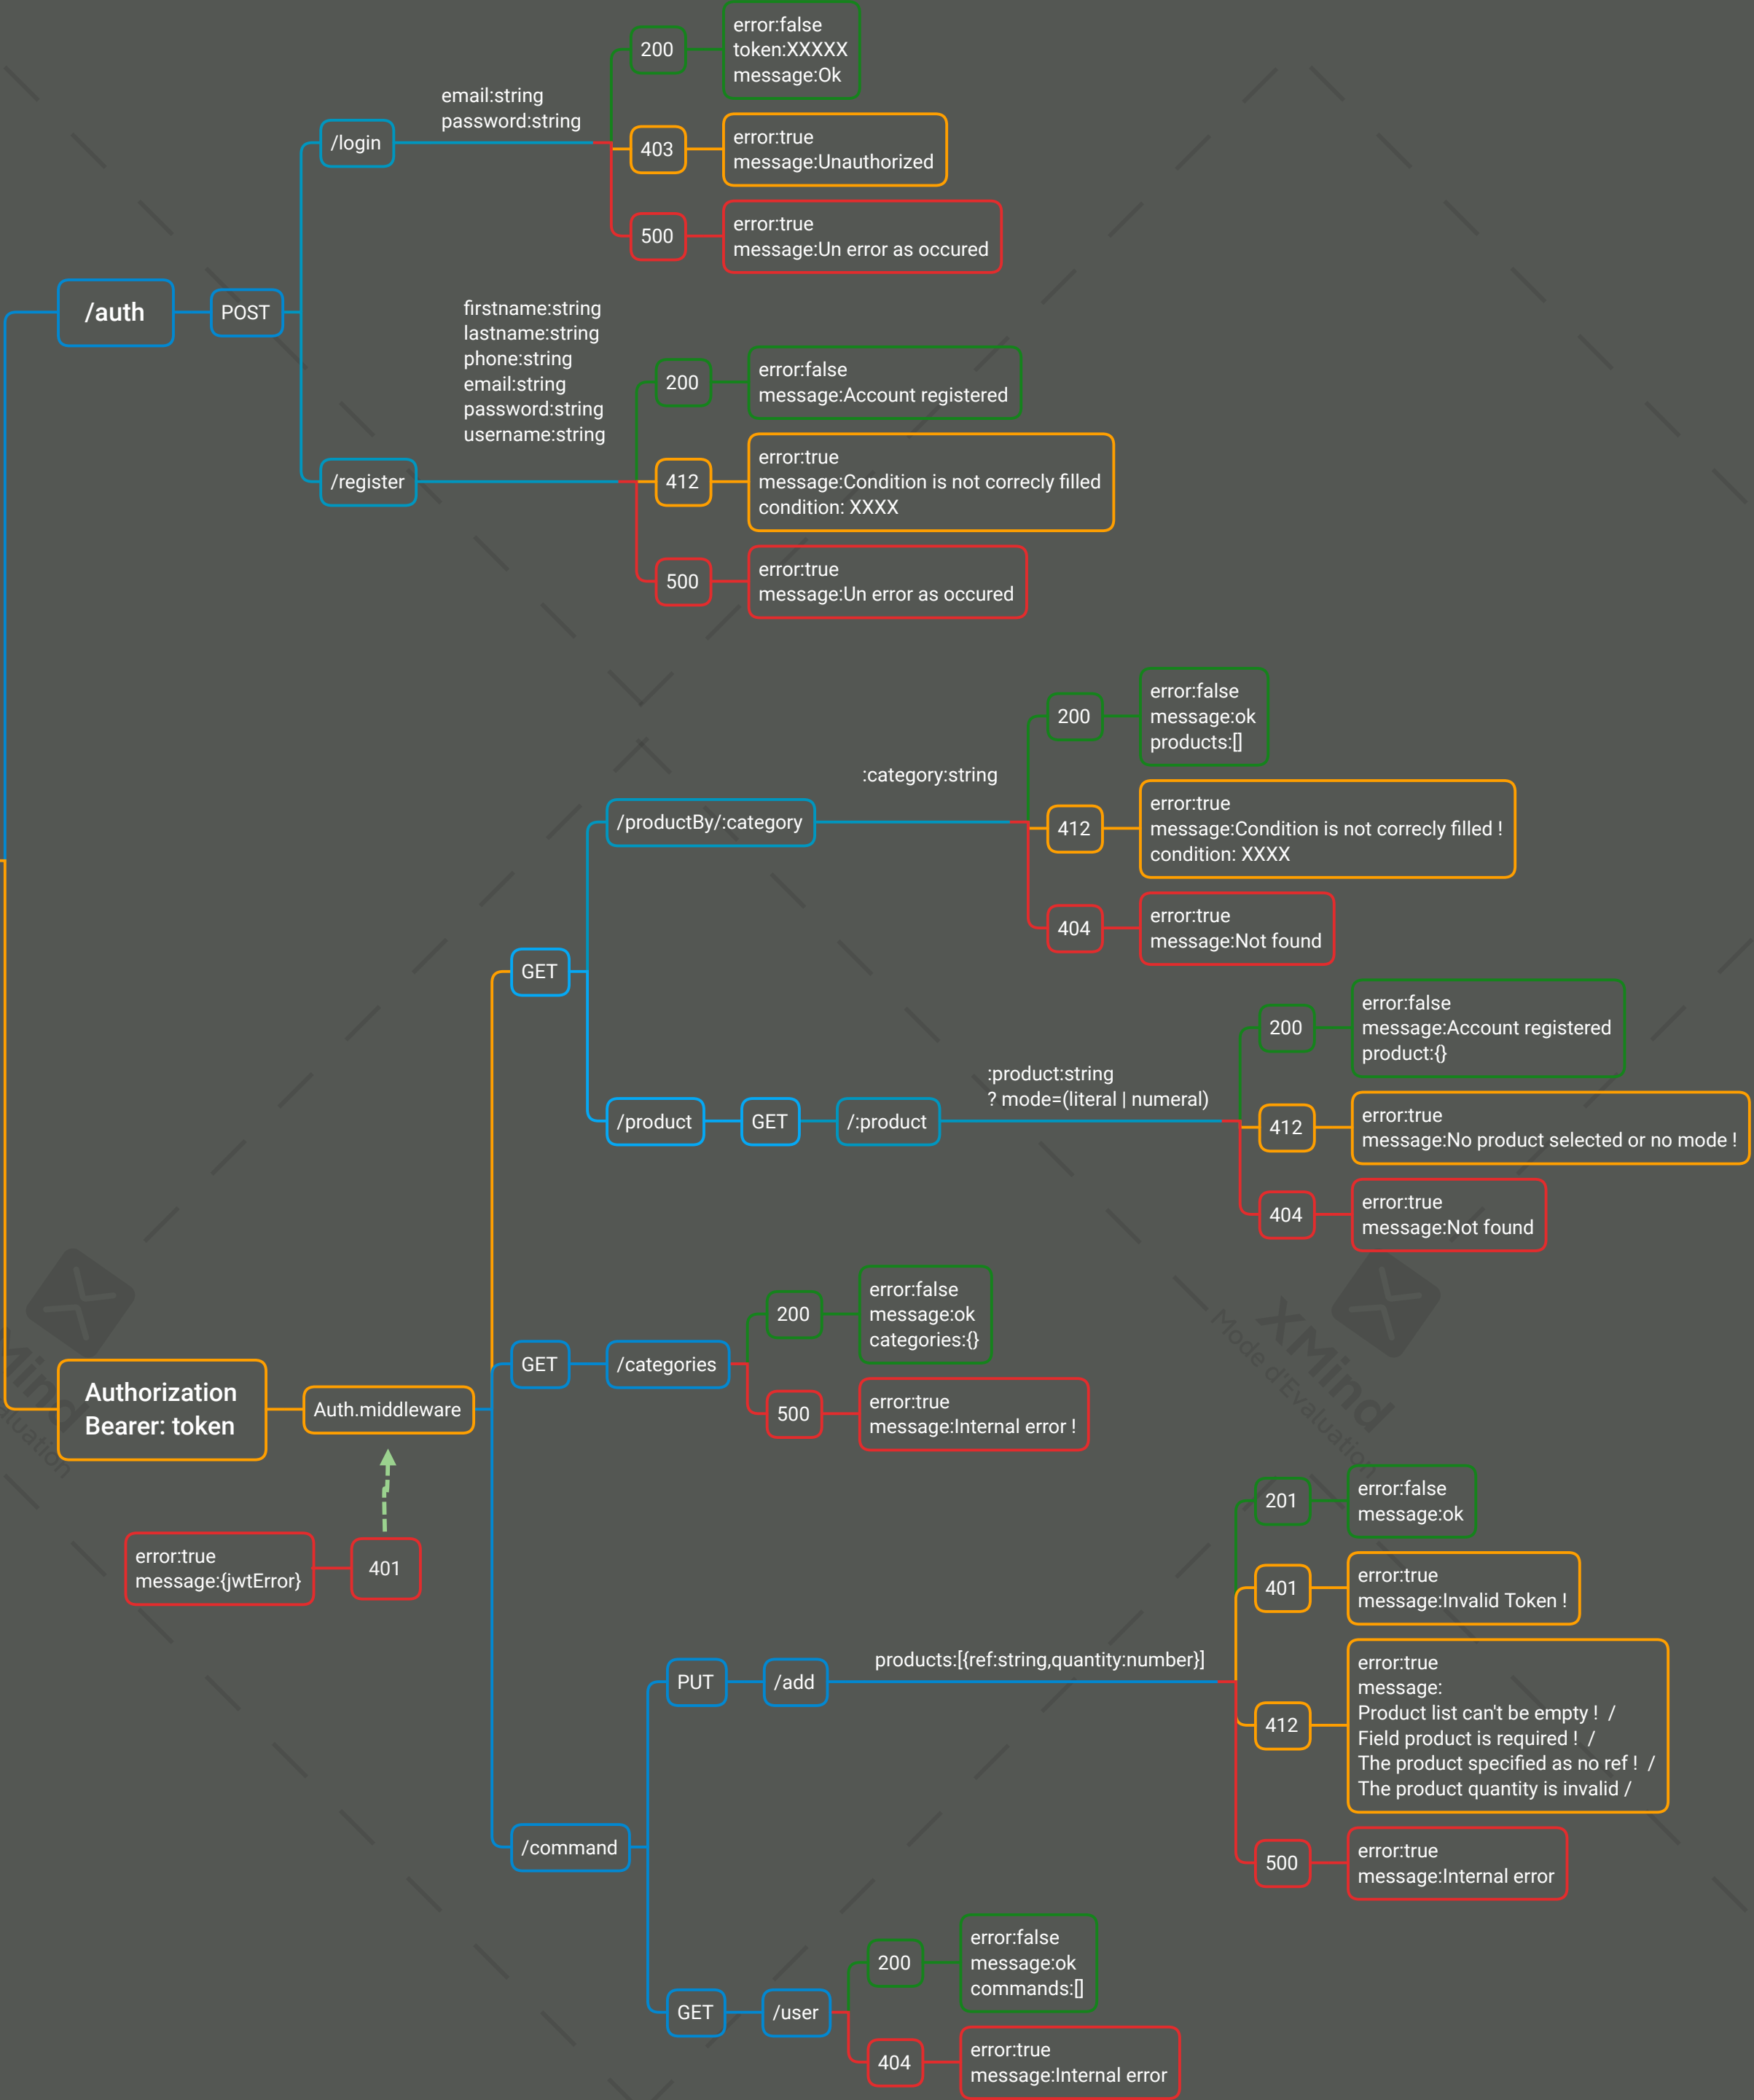 /auth
POST
/login
email:string
password:string
200
error:false
token:XXXXX
message:Ok
403
error:true
message:Unauthorized
500
error:true
message:Un error as occured
/register
firstname:string
lastname:string
phone:string
email:string
password:string
username:string
200
error:false
message:Account registered
412
error:true
message:Condition is not correcly filled
condition: XXXX
500
error:true
message:Un error as occured
Authorization
Bearer: token
Auth.middleware
401
error:true
message:{jwtError}
GET
/productBy/:category
:category:string
200
error:false
message:ok
products:[]
412
error:true
message:Condition is not correcly filled !
condition: XXXX
404
error:true
message:Not found
/product
GET
/:product
:product:string
? mode=(literal | numeral)
200
error:false
message:Account registered
product:{}
412
error:true
message:No product selected or no mode !
404
error:true
message:Not found
GET
/categories
200
error:false
message:ok
categories:{}
500
error:true
message:Internal error !
/command
PUT
/add
products:[{ref:string,quantity:number}]
201
error:false
message:ok
401
error:true
message:Invalid Token !
412
error:true
message:
Product list can't be empty ! /
Field product is required ! /
The product specified as no ref ! /
The product quantity is invalid /
500
error:true
message:Internal error
GET
/user
200
error:false
message:ok
commands:[]
404
error:true
message:Internal error
XMind
Mode d'Evaluation